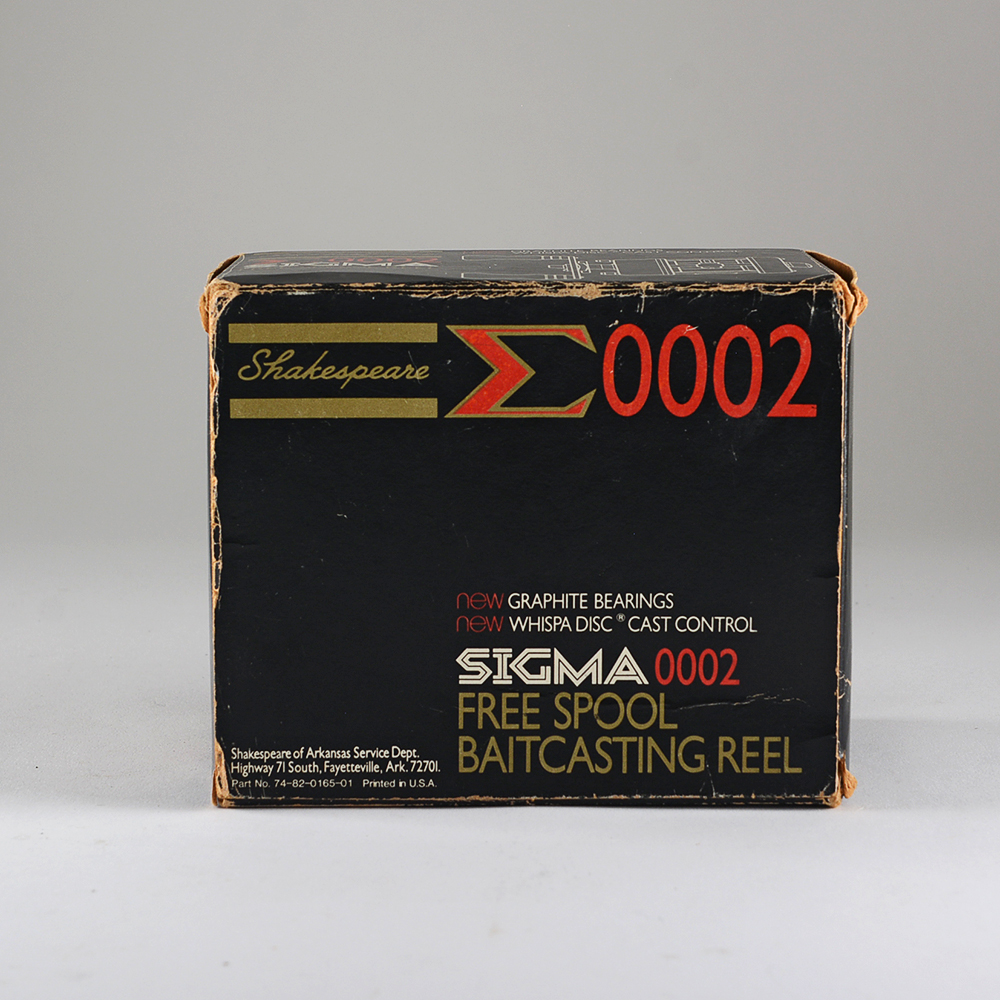 Shakespeare Σ0002
new GRAPHITE BEARINGS
new WHISPA DISC® CAST CONTROL
SIGMA 0002
FREE SPOOL
BAITCASTING REEL
Shakespeare of Arkansas Service Dept.
Highway 71 South, Fayetteville, Ark. 72701.
Part No. 74-82-0165-01 Printed in U.S.A.